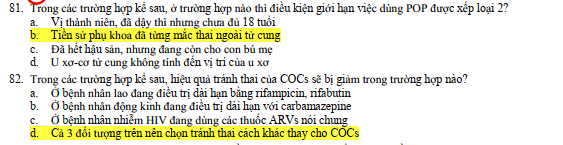 81. Trong các trường hợp kể sau, ở trường hợp nào thì điều kiện giới hạn việc dùng POP được xếp loại 2?
a. Vị thành niên, đã dậy thì nhưng chưa đủ 18 tuổi
b. Tiền sử phụ khoa đã từng mắc thai ngoài tử cung
c. Đã hết hậu sản, nhưng đang còn cho con bú mẹ
d. U xơ-cơ tử cung không tính đến vị trí của u xơ
82. Trong các trường hợp kể sau, hiệu quả tránh thai của COCs sẽ bị giảm trong trường hợp nào?
a. Ở bệnh nhân lao đang điều trị dài hạn bằng rifampicin, rifabutin
b. Ở bệnh nhân động kinh đang điều trị dài hạn với carbamazepine
c. Ở bệnh nhân nhiễm HIV đang dùng các thuốc ARVs nói chung
d. Cả 3 đối tượng trên nên chọn tránh thai cách khác thay cho COCs